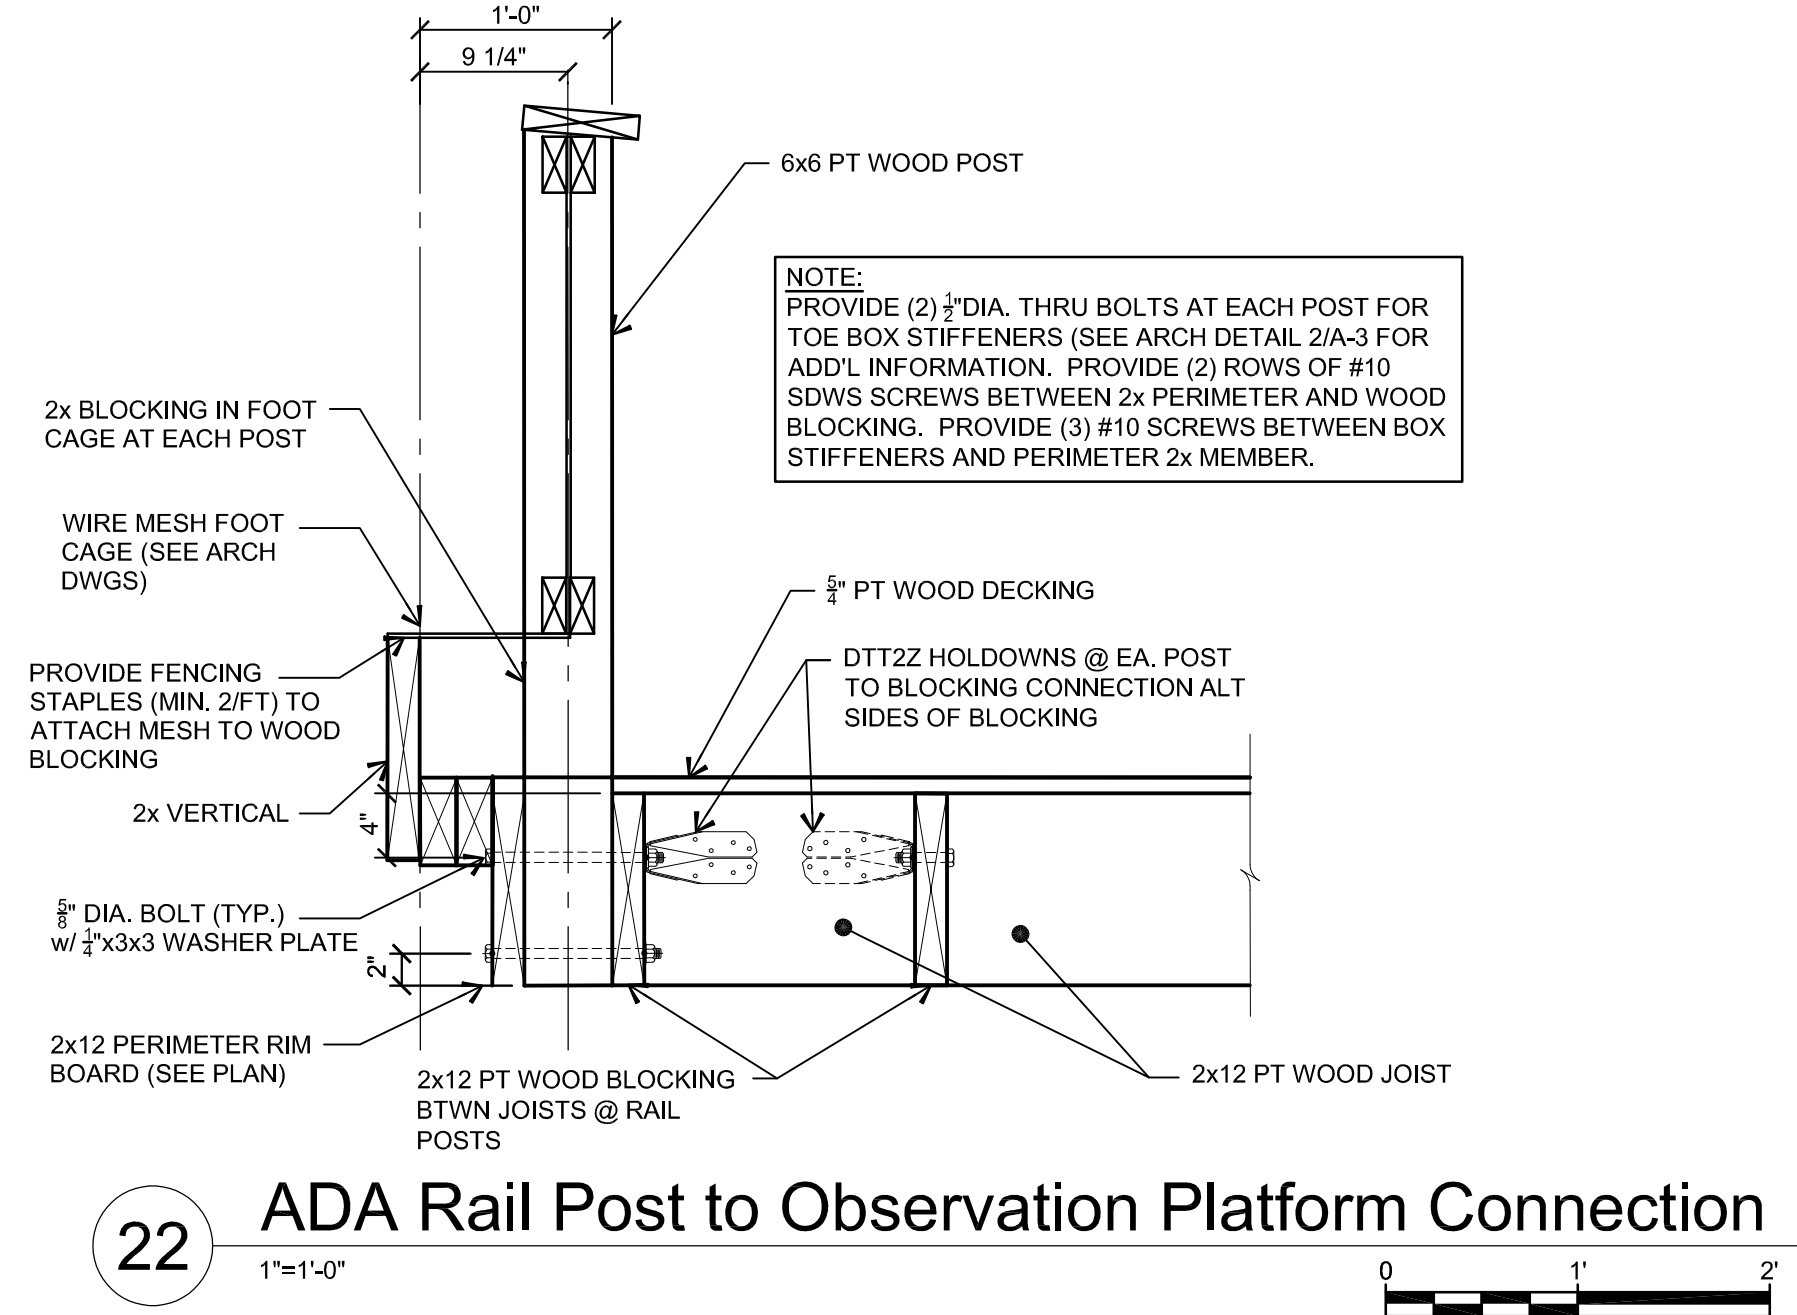 1'-0"
9 1/4"
6x6 PT WOOD POST
NOTE:
PROVIDE (2) 1/2"DIA. THRU BOLTS AT EACH POST FOR
TOE BOX STIFFENERS (SEE ARCH DETAIL 2/A-3 FOR
ADD'L INFORMATION. PROVIDE (2) ROWS OF #10
SDWS SCREWS BETWEEN 2x PERIMETER AND WOOD
BLOCKING. PROVIDE (3) #10 SCREWS BETWEEN BOX
STIFFENERS AND PERIMETER 2x MEMBER.
2x BLOCKING IN FOOT
CAGE AT EACH POST
WIRE MESH FOOT
CAGE (SEE ARCH
DWGS)
5/4" PT WOOD DECKING
DTT2Z HOLDOWNS @ EA. POST
TO BLOCKING CONNECTION ALT
SIDES OF BLOCKING
PROVIDE FENCING
STAPLES (MIN. 2/FT) TO
ATTACH MESH TO WOOD
BLOCKING
2x VERTICAL
4"
5/8" DIA. BOLT (TYP.)
w/ 1/4"x3x3 WASHER PLATE
2"
2x12 PERIMETER RIM
BOARD (SEE PLAN)
2x12 PT WOOD BLOCKING
BTWN JOISTS @ RAIL
POSTS
2x12 PT WOOD JOIST
22
ADA Rail Post to Observation Platform Connection
1"=1'-0"
0 1' 2'